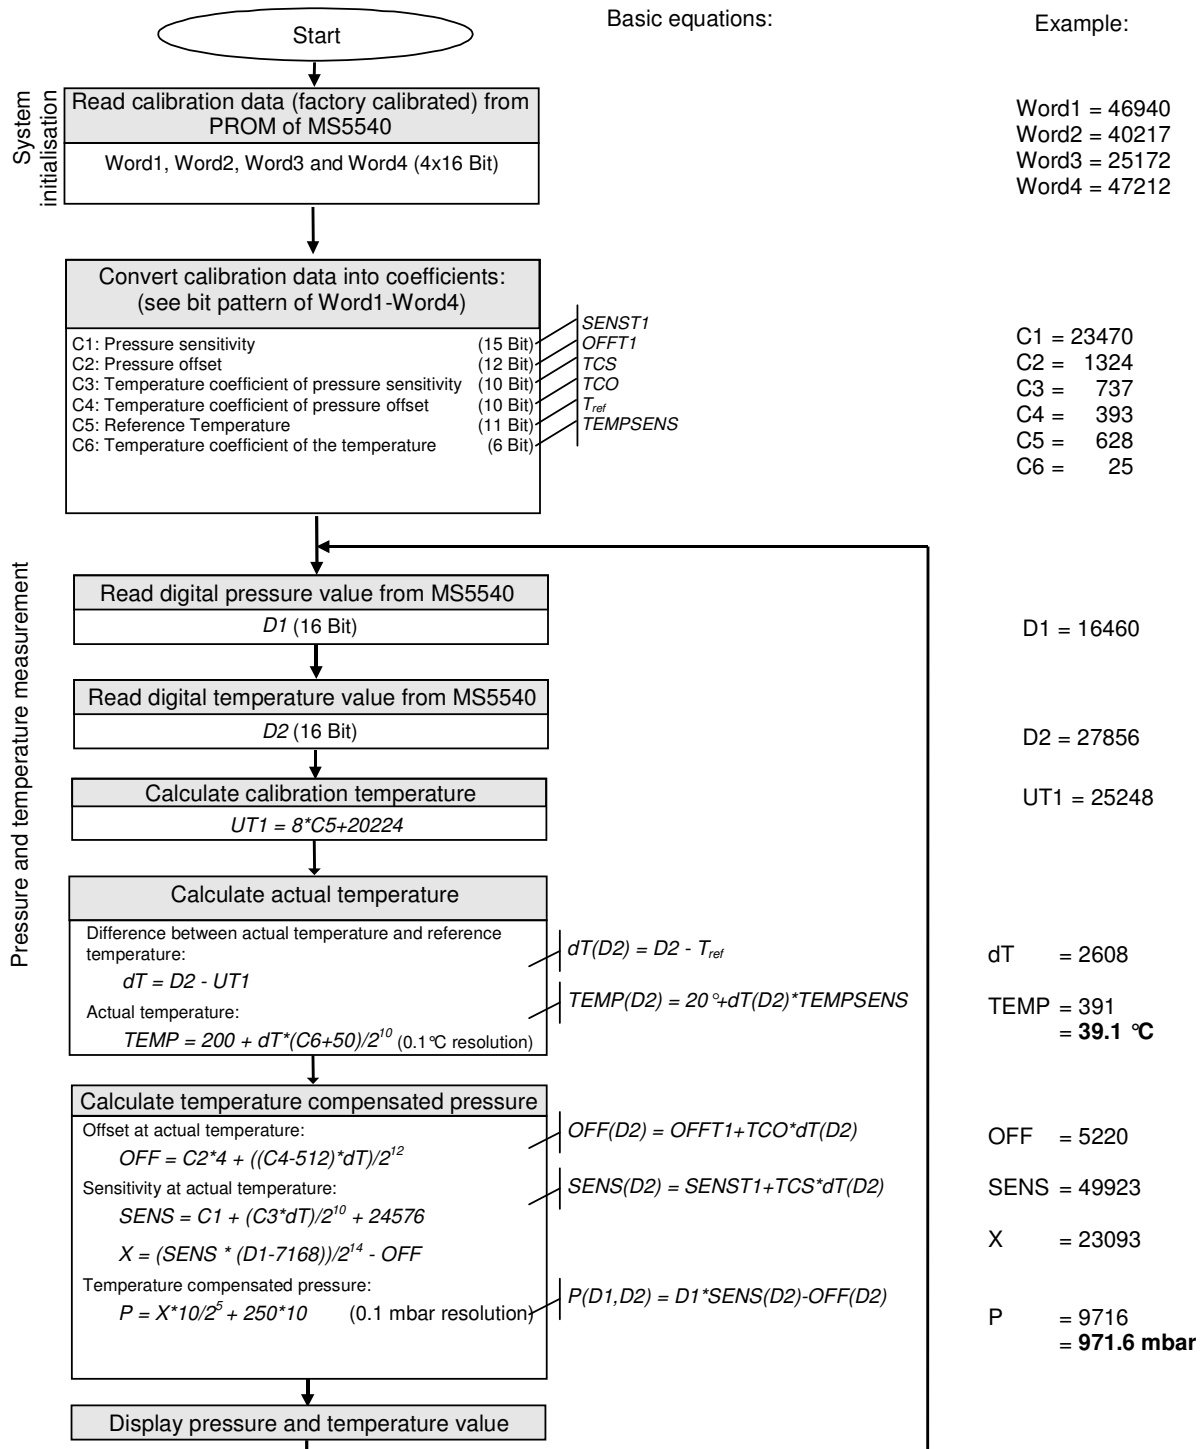 Basic equations:
Example:
Start
System
initialisation
Read calibration data (factory calibrated) from
PROM of MS5540
Word1, Word2, Word3 and Word4 (4x16 Bit)
Word1 = 46940
Word2 = 40217
Word3 = 25172
Word4 = 47212
Convert calibration data into coefficients:
(see bit pattern of Word1-Word4)
C1: Pressure sensitivity (15 Bit) SENST1
C2: Pressure offset (12 Bit) OFFT1
C3: Temperature coefficient of pressure sensitivity (10 Bit) TCS
C4: Temperature coefficient of pressure offset (10 Bit) TCO
C5: Reference Temperature (11 Bit) Tref
C6: Temperature coefficient of the temperature (6 Bit) TEMPSENS
C1 = 23470
C2 = 1324
C3 = 737
C4 = 393
C5 = 628
C6 = 25
Pressure and temperature measurement
Read digital pressure value from MS5540
D1 (16 Bit)
D1 = 16460
Read digital temperature value from MS5540
D2 (16 Bit)
D2 = 27856
Calculate calibration temperature
UT1 = 8*C5+20224
UT1 = 25248
Calculate actual temperature
Difference between actual temperature and reference
temperature:
dT = D2 - UT1
dT(D2) = D2 - Tref
dT = 2608
Actual temperature:
TEMP = 200 + dT*(C6+50)/2^10 (0.1°C resolution)
TEMP(D2) = 20°+dT(D2)*TEMPSENS
TEMP = 391
= 39.1 °C
Calculate temperature compensated pressure
Offset at actual temperature:
OFF = C2*4 + ((C4-512)*dT)/2^12
OFF(D2) = OFFT1+TCO*dT(D2)
OFF = 5220
Sensitivity at actual temperature:
SENS = C1 + (C3*dT)/2^10 + 24576
SENS(D2) = SENST1+TCS*dT(D2)
SENS = 49923
X = (SENS * (D1-7168))/2^14 - OFF
X = 23093
Temperature compensated pressure:
P = X*10/2^5 + 250*10 (0.1 mbar resolution)
P(D1,D2) = D1*SENS(D2)-OFF(D2)
P = 9716
= 971.6 mbar
Display pressure and temperature value